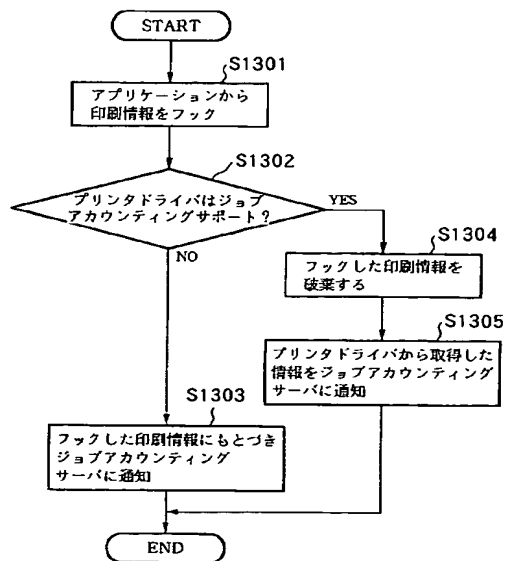 START
S1301
アプリケーションから
印刷情報をフック
S1302
プリンタドライバはジョブ
アカウンティングサポート?
YES
NO
S1304
フックした印刷情報を
破棄する
S1305
プリンタドライバから取得した
情報をジョブアカウンティング
サーバに通知
S1303
フックした印刷情報にもとづき
ジョブアカウンティング
サーバに通知
END